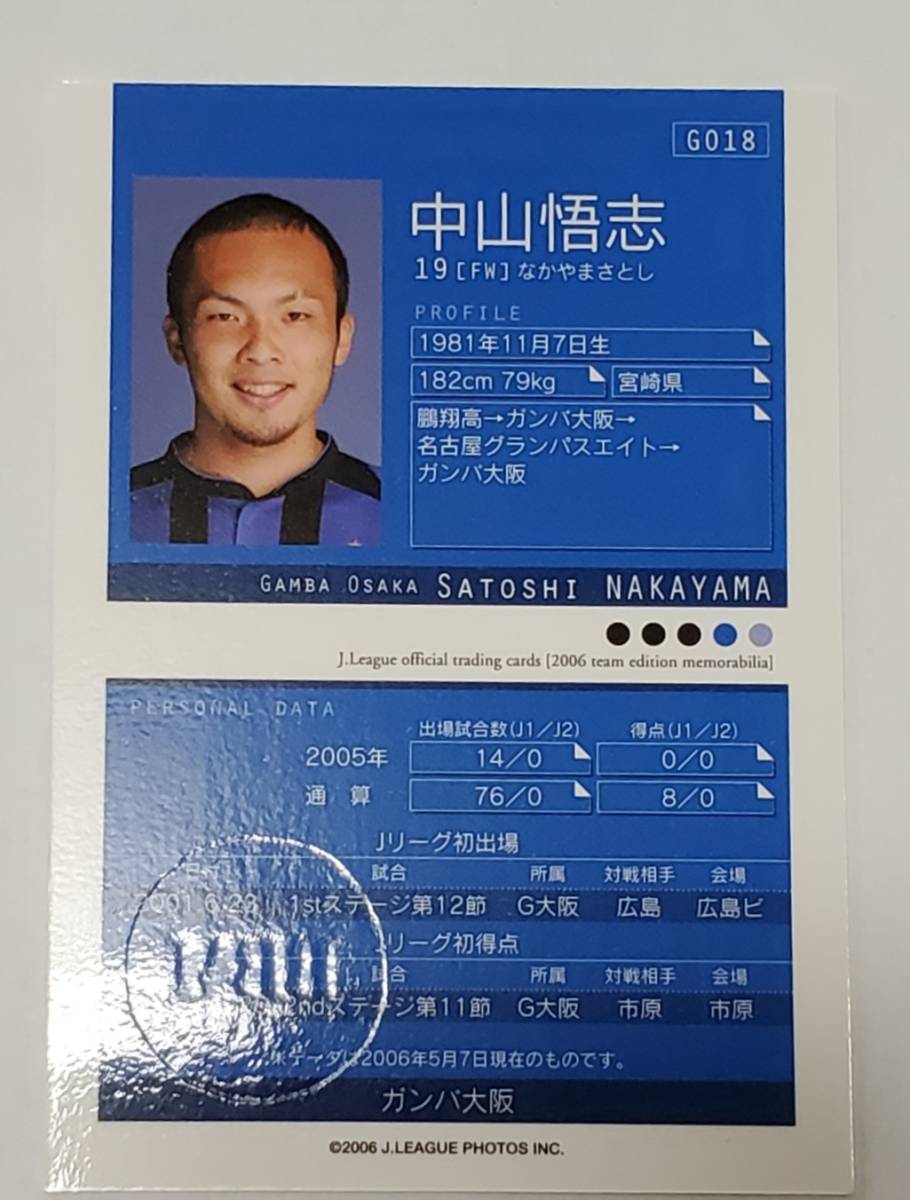 GO18
中山悟志
19[FW]なかやまさとし
PROFILE
1981年11月7日生
182cm 79kg 宮崎県
鵬翔高→ガンバ大阪→
名古屋グランパスエイト→
ガンバ大阪
GAMBA OSAKA SATOSHI NAKAYAMA
J.League official trading cards [2006 team edition memorabilia]
PERSONAL DATA
出場試合数(J1/J2) 得点(J1/J2)
2005年 14/0 0/0
通 算 76/0 8/0
Jリーグ初出場
試合 所属 対戦相手 会場
2001 6.23 1stステージ第12節 G大阪 広島 広島ビ
Jリーグ初得点
試合 所属 対戦相手 会場
2ndステージ第11節 G大阪 市原 市原
※データは2006年5月7日現在のものです。
ガンバ大阪
©2006 J.LEAGUE PHOTOS INC.